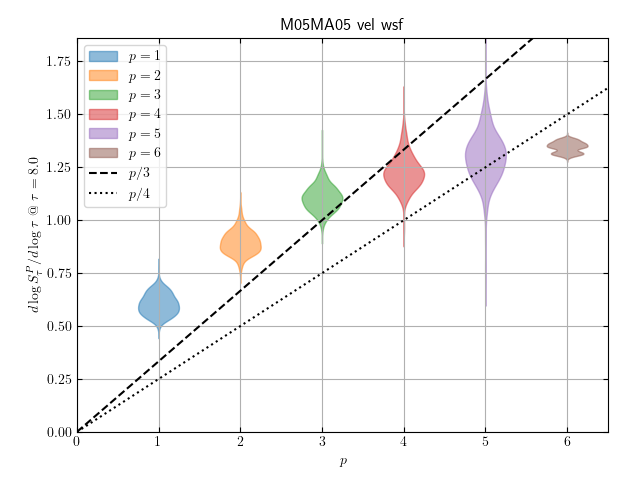 M05MA05 vel wsf
d log S_τ^P / d log τ @ τ = 8.0
1.75
1.50
1.25
1.00
0.75
0.50
0.25
0.00
p = 1
p = 2
p = 3
p = 4
p = 5
p = 6
p/3
p/4
0 1 2 3 4 5 6
p